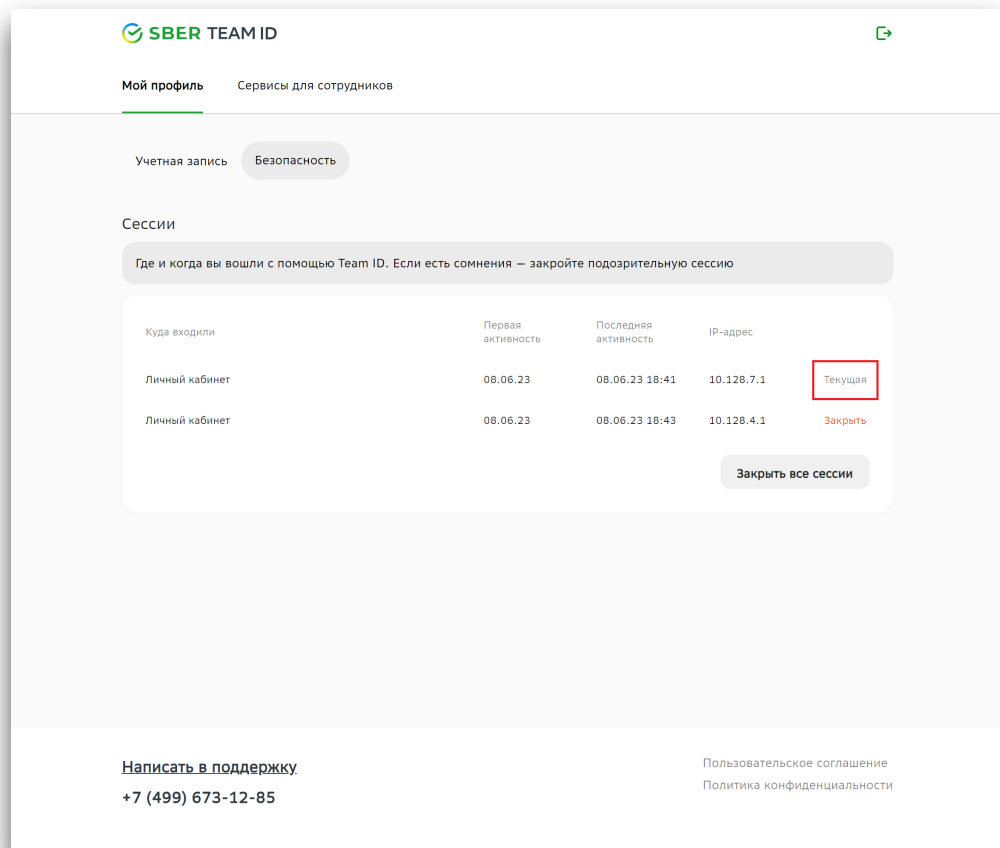 SBER TEAM ID
Мой профиль Сервисы для сотрудников
Учетная запись Безопасность
Сессии
Где и когда вы вошли с помощью Team ID. Если есть сомнения — закройте подозрительную сессию
Куда входили Первая активность Последняя активность IP-адрес
Личный кабинет 08.06.23 08.06.23 18:41 10.128.7.1 Текущая
Личный кабинет 08.06.23 08.06.23 18:43 10.128.4.1 Закрыть
Закрыть все сессии
Написать в поддержку
+7 (499) 673-12-85
Пользовательское соглашение
Политика конфиденциальности